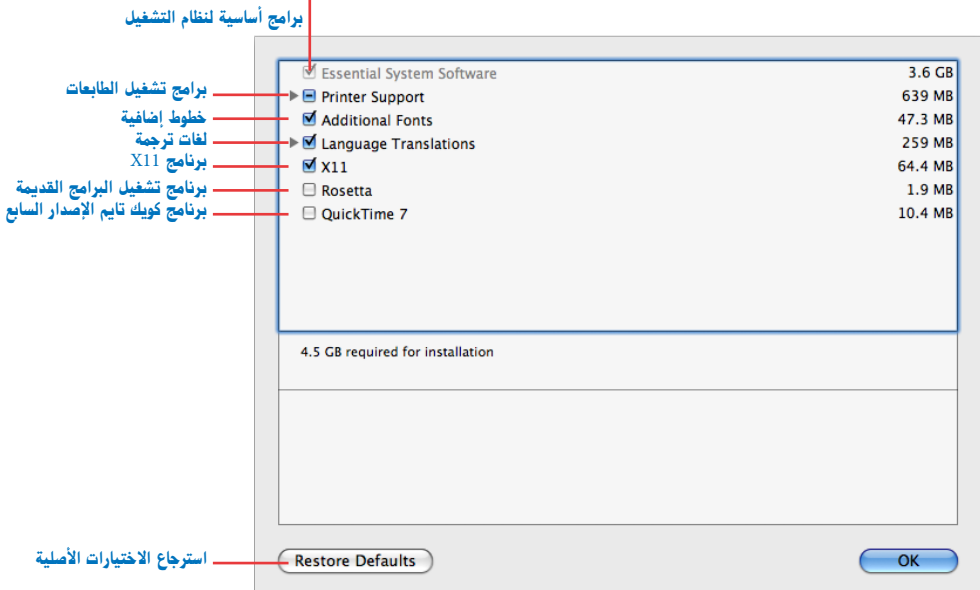 برامج أساسية لنظام التشغيل
Essential System Software 3.6 GB
برامج تشغيل الطابعات
Printer Support 639 MB
خطوط إضافية
Additional Fonts 47.3 MB
لغات ترجمة
Language Translations 259 MB
برنامج X11
X11 64.4 MB
برنامج تشغيل البرامج القديمة
Rosetta 1.9 MB
برنامج كويك تايم الإصدار السابع
QuickTime 7 10.4 MB
4.5 GB required for installation
استرجاع الاختيارات الأصلية
Restore Defaults
OK